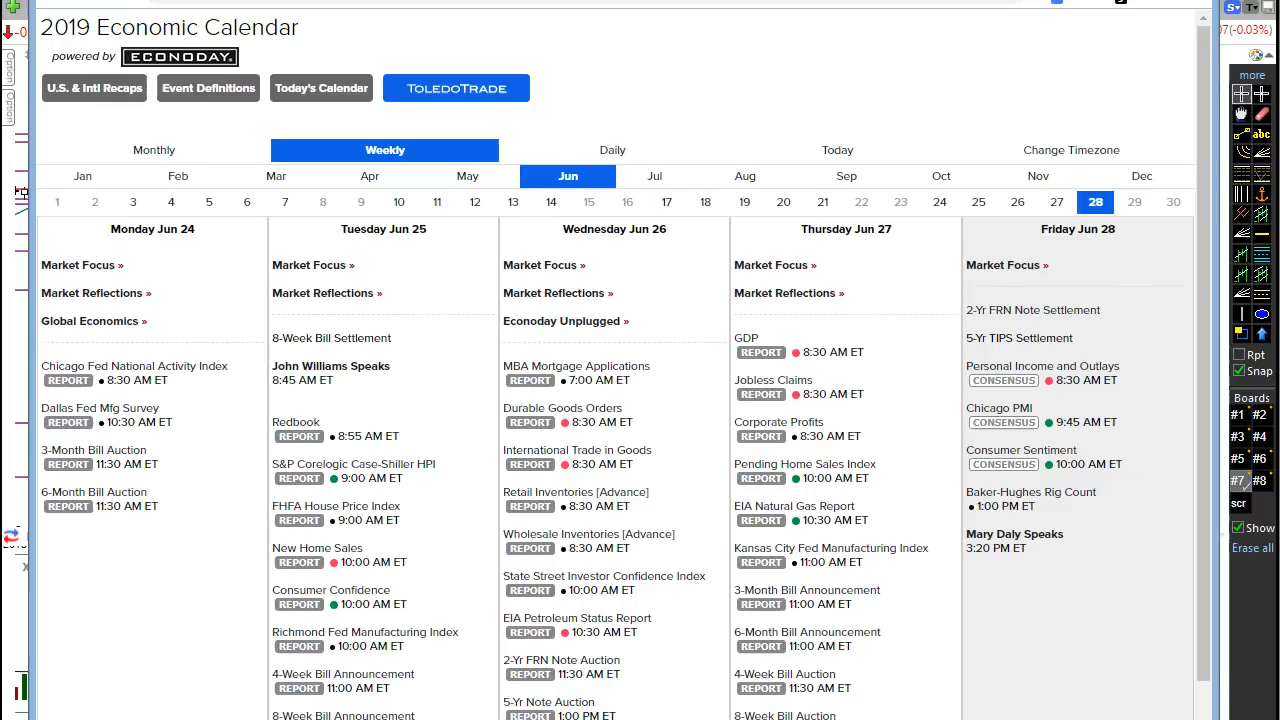 2019 Economic Calendar
powered by ECONODAY
U.S. & Intl Recaps Event Definitions Today's Calendar TOLEDOTRADE
Monthly Weekly Daily Today Change Timezone
Jan Feb Mar Apr May Jun Jul Aug Sep Oct Nov Dec
1 2 3 4 5 6 7 8 9 10 11 12 13 14 15 16 17 18 19 20 21 22 23 24 25 26 27 28 29 30
Monday Jun 24
Market Focus »
Market Reflections »
Global Economics »
Chicago Fed National Activity Index
REPORT 8:30 AM ET
Dallas Fed Mfg Survey
REPORT 10:30 AM ET
3-Month Bill Auction
REPORT 11:30 AM ET
6-Month Bill Auction
REPORT 11:30 AM ET
Tuesday Jun 25
Market Focus »
Market Reflections »
8-Week Bill Settlement
John Williams Speaks
8:45 AM ET
Redbook
REPORT 8:55 AM ET
S&P Corelogic Case-Shiller HPI
REPORT 9:00 AM ET
FHFA House Price Index
REPORT 9:00 AM ET
New Home Sales
REPORT 10:00 AM ET
Consumer Confidence
REPORT 10:00 AM ET
Richmond Fed Manufacturing Index
REPORT 10:00 AM ET
4-Week Bill Announcement
REPORT 11:00 AM ET
8-Week Bill Announcement
Wednesday Jun 26
Market Focus »
Market Reflections »
Econoday Unplugged »
MBA Mortgage Applications
REPORT 7:00 AM ET
Durable Goods Orders
REPORT 8:30 AM ET
International Trade in Goods
REPORT 8:30 AM ET
Retail Inventories [Advance]
REPORT 8:30 AM ET
Wholesale Inventories [Advance]
REPORT 8:30 AM ET
State Street Investor Confidence Index
REPORT 10:00 AM ET
EIA Petroleum Status Report
REPORT 10:30 AM ET
2-Yr FRN Note Auction
REPORT 11:30 AM ET
5-Yr Note Auction
REPORT 1:00 PM ET
Thursday Jun 27
Market Focus »
Market Reflections »
GDP
REPORT 8:30 AM ET
Jobless Claims
REPORT 8:30 AM ET
Corporate Profits
REPORT 8:30 AM ET
Pending Home Sales Index
REPORT 10:00 AM ET
EIA Natural Gas Report
REPORT 10:30 AM ET
Kansas City Fed Manufacturing Index
REPORT 11:00 AM ET
3-Month Bill Announcement
REPORT 11:00 AM ET
6-Month Bill Announcement
REPORT 11:00 AM ET
4-Week Bill Auction
REPORT 11:30 AM ET
8-Week Bill Auction
Friday Jun 28
Market Focus »
2-Yr FRN Note Settlement
5-Yr TIPS Settlement
Personal Income and Outlays
CONSENSUS 8:30 AM ET
Chicago PMI
CONSENSUS 9:45 AM ET
Consumer Sentiment
CONSENSUS 10:00 AM ET
Baker-Hughes Rig Count
1:00 PM ET
Mary Daly Speaks
3:20 PM ET
Option
Option
-0
X
S T
07(-0.03%)
more
abc
Rpt
Snap
Boards
#1 #2
#3 #4
#5 #6
#7 #8
scr
Show
Erase all